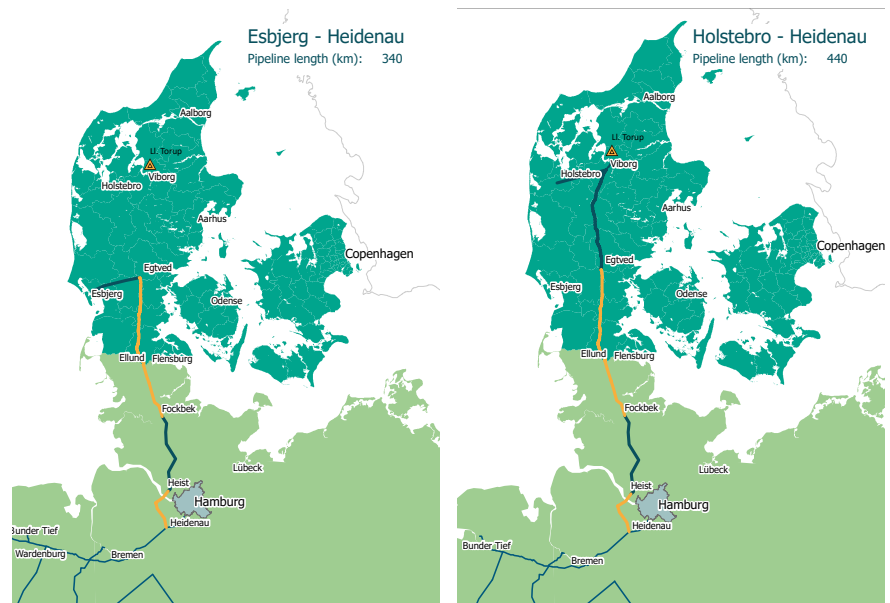 Esbjerg - Heidenau
Pipeline length (km): 340
Aalborg
Ll. Torup
Viborg
Holstebro
Aarhus
Copenhagen
Egtved
Esbjerg
Odense
Ellund
Flensburg
Fockbek
Lübeck
Heist
Hamburg
Heidenau
Bunder Tief
Wardenburg
Bremen
Holstebro - Heidenau
Pipeline length (km): 440
Aalborg
Ll. Torup
Viborg
Holstebro
Aarhus
Copenhagen
Egtved
Esbjerg
Odense
Ellund
Flensburg
Fockbek
Lübeck
Heist
Hamburg
Heidenau
Bunder Tief
Bremen